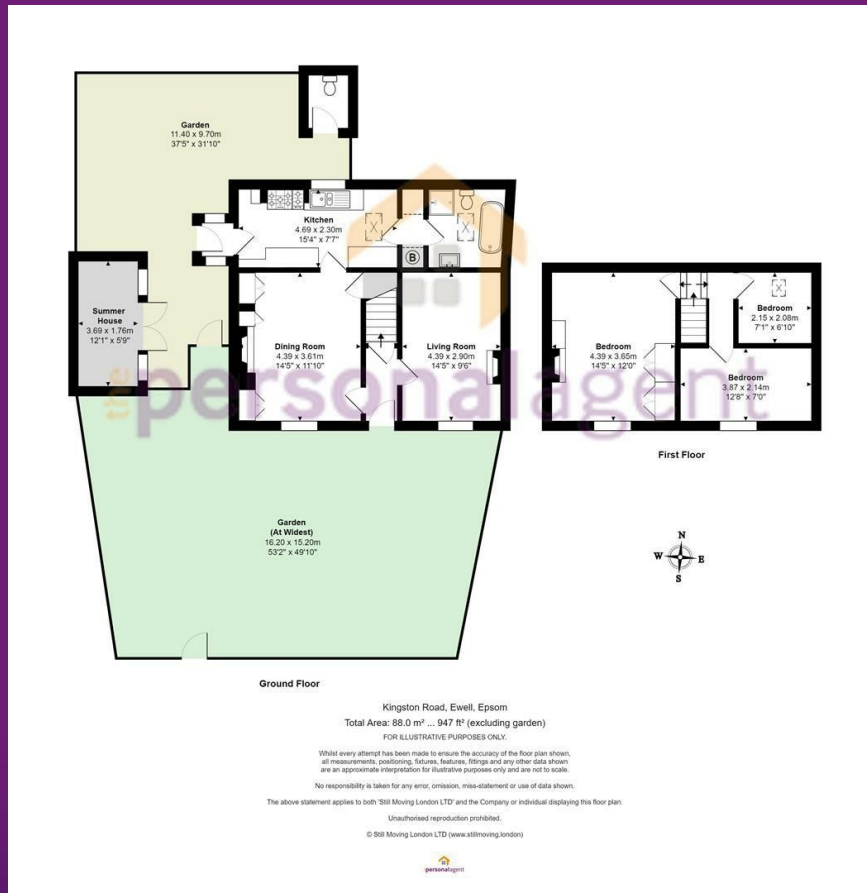 Garden
11.40 x 9.70m
37'5" x 31'10"
Kitchen
4.69 x 2.30m
15'4" x 7'7"
B
Summer
House
3.69 x 1.76m
12'1" x 5'9"
Dining Room
4.39 x 3.61m
14'5" x 11'10"
Living Room
4.39 x 2.90m
14'5" x 9'6"
Bedroom
4.39 x 3.65m
14'5" x 12'0"
Bedroom
2.15 x 2.08m
7'1" x 6'10"
Bedroom
3.87 x 2.14m
12'8" x 7'0"
the personalagent
First Floor
Garden
(At Widest)
16.20 x 15.20m
53'2" x 49'10"
N
W E
S
Ground Floor
Kingston Road, Ewell, Epsom
Total Area: 88.0 m² ... 947 ft² (excluding garden)
FOR ILLUSTRATIVE PURPOSES ONLY.
Whilst every attempt has been made to ensure the accuracy of the floor plan shown,
all measurements, positioning, fixtures, features, fittings and any other data shown
are an approximate interpretation for illustrative purposes only and are not to scale.
No responsibility is taken for any error, omission, miss-statement or use of data shown.
The above statement applies to both 'Still Moving London LTD' and the Company or individual displaying this floor plan.
Unauthorised reproduction prohibited.
© Still Moving London LTD (www.stillmoving.london)
personalagent